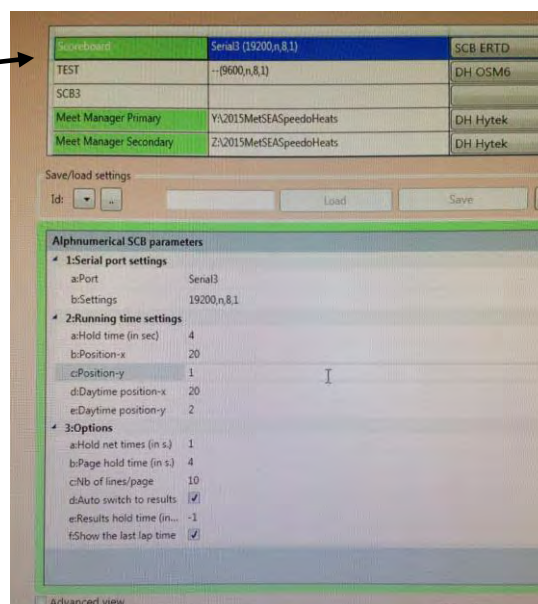 Scoreboard Serial3 (19200,n,8,1) SCB ERTD
TEST --(9600,n,8,1) DH OSM6
SCB3
Meet Manager Primary Y:\2015MetSEASpeedoHeats DH Hytek
Meet Manager Secondary Z:\2015MetSEASpeedoHeats DH Hytek
Save/load settings
Id: .. Load Save
Alphnumerical SCB parameters
1:Serial port settings
a:Port Serial3
b:Settings 19200,n,8,1
2:Running time settings
a:Hold time (in sec) 4
b:Position-x 20
c:Position-y 1
d:Daytime position-x 20
e:Daytime position-y 2
3:Options
a:Hold net times (in s.) 1
b:Page hold time (in s.) 4
c:Nb of lines/page 10
d:Auto switch to results
e:Results hold time (in... -1
f:Show the last lap time
Advanced view